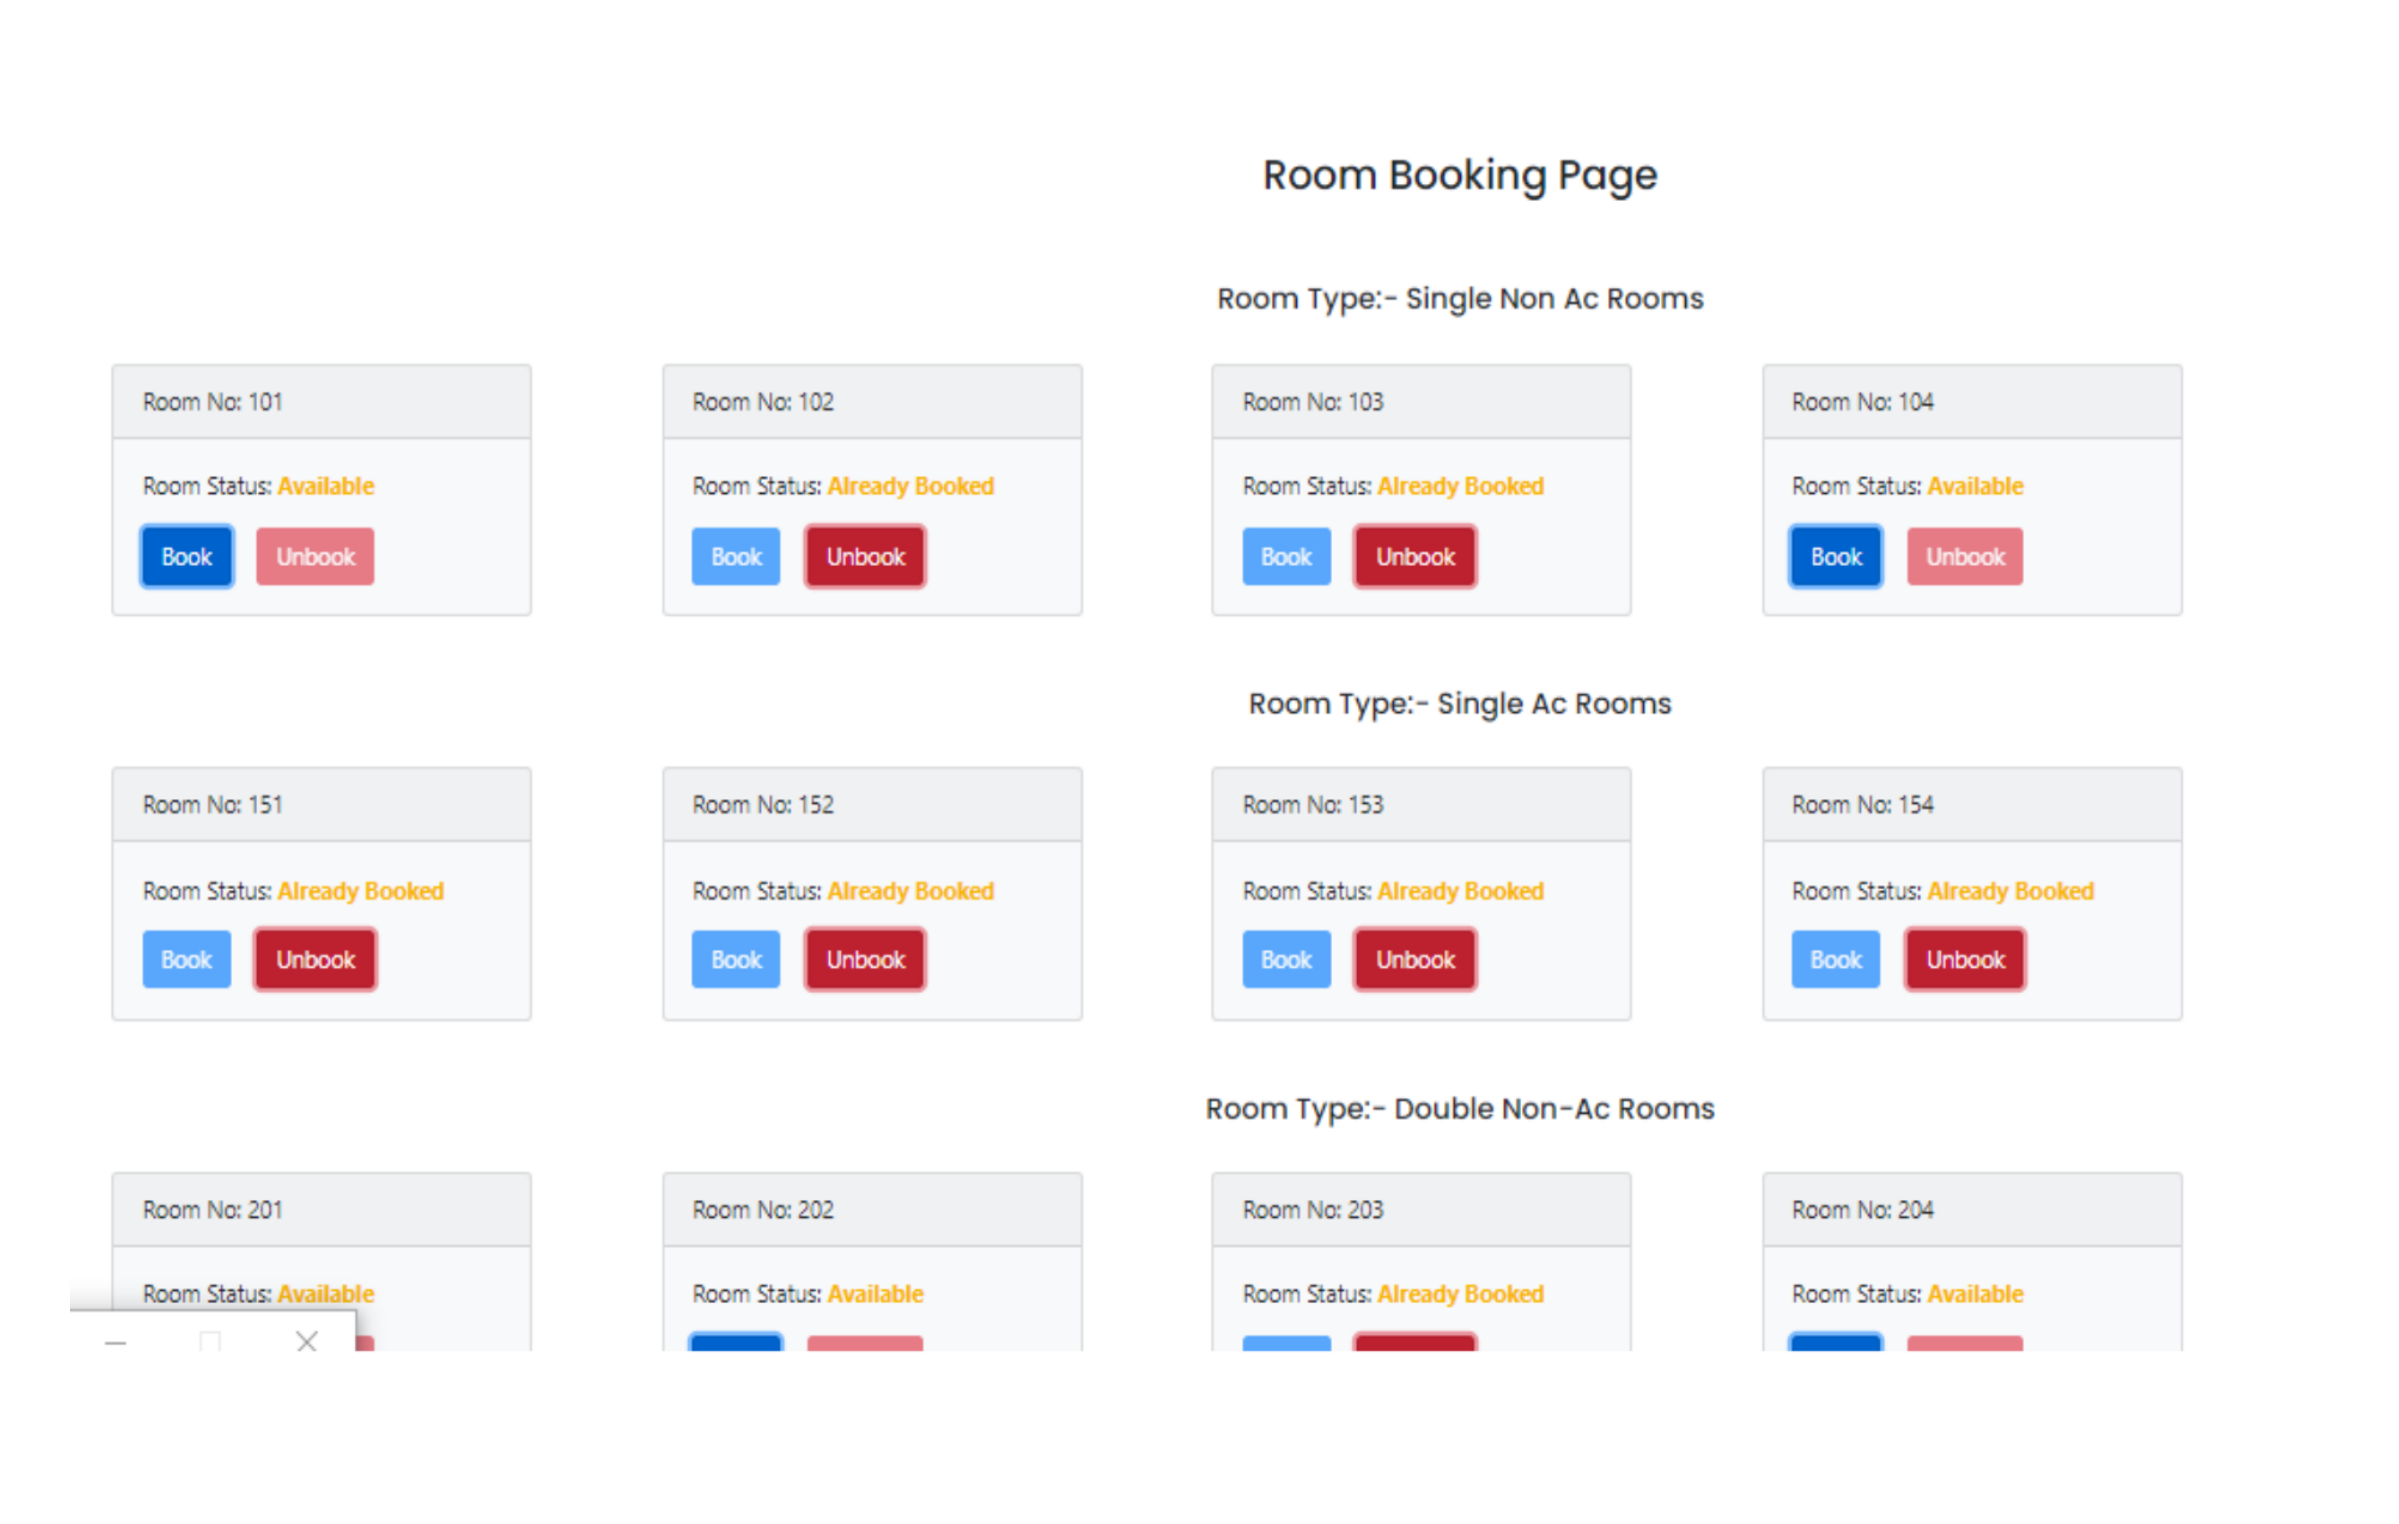 Room Booking Page
Room Type:- Single Non Ac Rooms
Room No: 101
Room Status: Available
Book Unbook
Room No: 102
Room Status: Already Booked
Book Unbook
Room No: 103
Room Status: Already Booked
Book Unbook
Room No: 104
Room Status: Available
Book Unbook
Room Type:- Single Ac Rooms
Room No: 151
Room Status: Already Booked
Book Unbook
Room No: 152
Room Status: Already Booked
Book Unbook
Room No: 153
Room Status: Already Booked
Book Unbook
Room No: 154
Room Status: Already Booked
Book Unbook
Room Type:- Double Non-Ac Rooms
Room No: 201
Room Status: Available
Room No: 202
Room Status: Available
Room No: 203
Room Status: Already Booked
Room No: 204
Room Status: Available